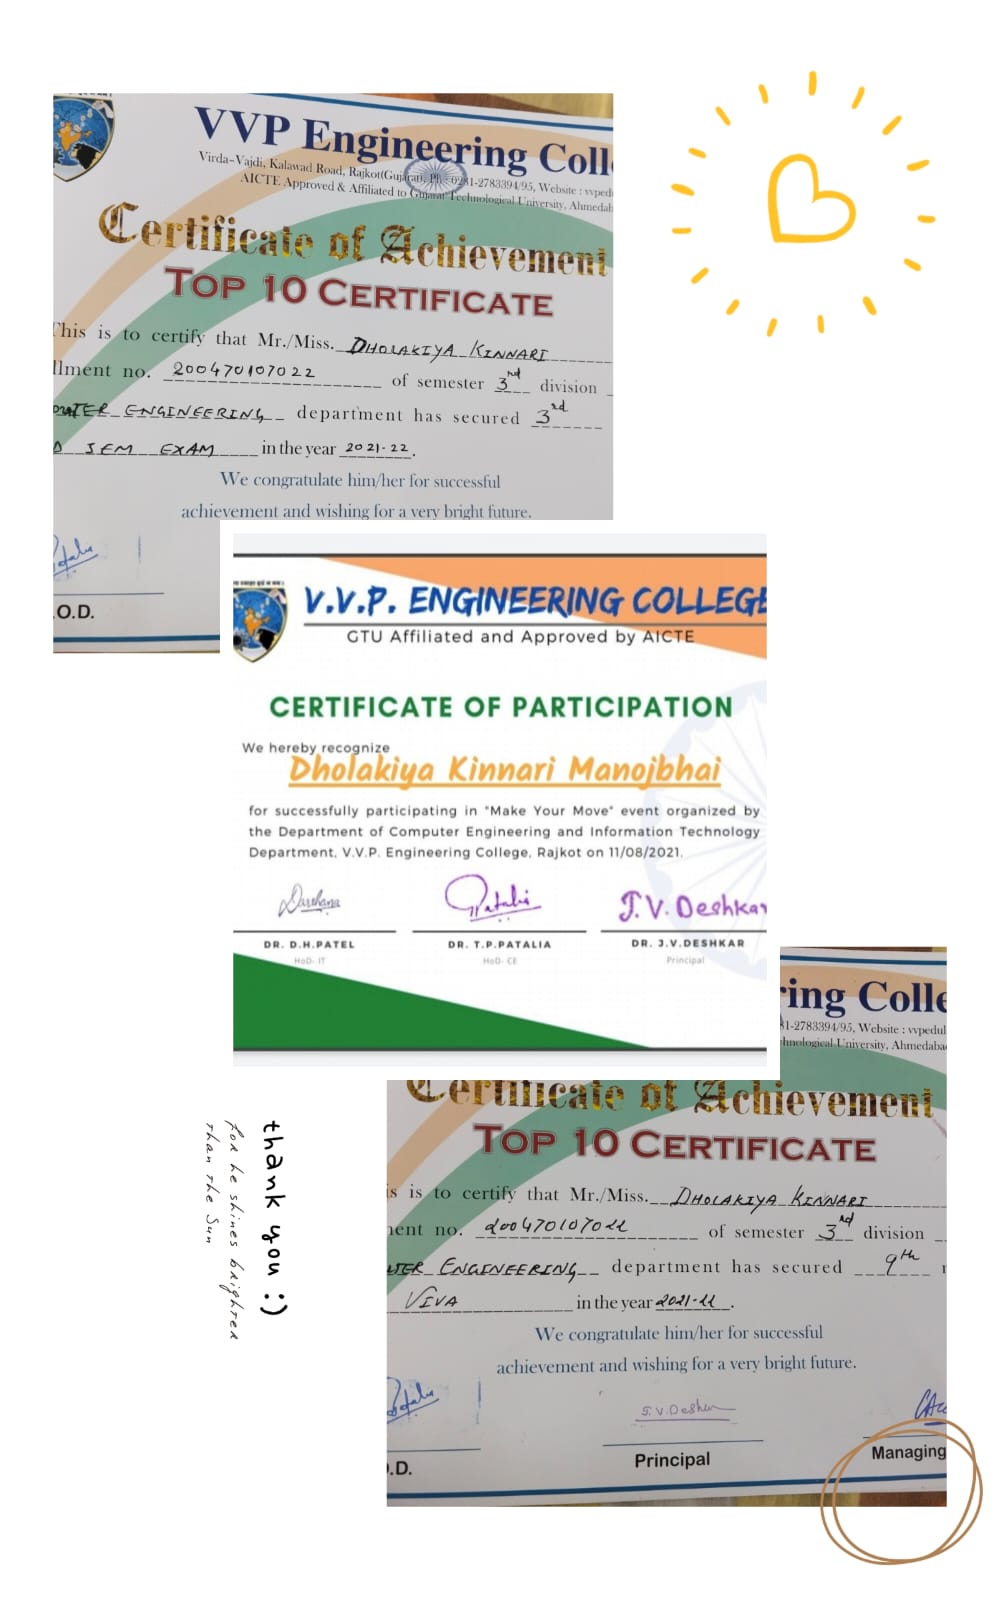 VVP Engineering Coll
Virda-Vajdi, Kalawad Road, Rajkot(Gujarat), Ph : 0281-2783394/95, Website : vvped
AICTE Approved & Affiliated to Gujarat Technological University, Ahmedab
Certificate of Achievement
TOP 10 CERTIFICATE
This is to certify that Mr./Miss. DHOLAKIYA KINNARI
llment no. 200470107022 of semester 3rd division
PUTER ENGINEERING department has secured 3rd
D SEM EXAM in the year 2021-22.
We congratulate him/her for successful
achievement and wishing for a very bright future.
.O.D.
V.V.P. ENGINEERING COLLEGE
GTU Affiliated and Approved by AICTE
CERTIFICATE OF PARTICIPATION
We hereby recognize
Dholakiya Kinnari Manojbhai
for successfully participating in "Make Your Move" event organized by
the Department of Computer Engineering and Information Technology
Department, V.V.P. Engineering College, Rajkot on 11/08/2021.
J.V. Deshkar
DR. D.H.PATEL DR. T.P.PATALIA DR. J.V.DESHKAR
HoD- IT HoD- CE Principal
ring Colle
81-2783394/95, Website : vvpedul
hnological University, Ahmedaba
Certificate of Achievement
TOP 10 CERTIFICATE
is is to certify that Mr./Miss. DHOLAKIYA KINNARI
ment no. 200470107022 of semester 3rd division
UTER ENGINEERING department has secured 9th
VIVA in the year 2021-22.
We congratulate him/her for successful
achievement and wishing for a very bright future.
.D. Principal Managing
thank you :)
for he shines brighter
than the sun